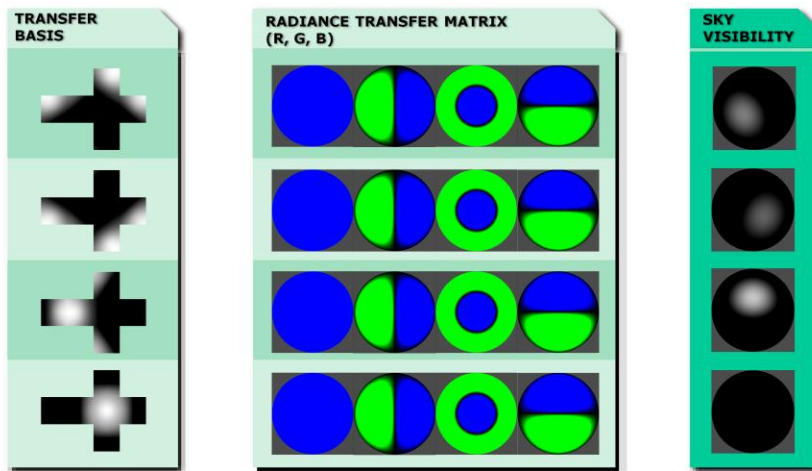 TRANSFER
BASIS
RADIANCE TRANSFER MATRIX
(R, G, B)
SKY
VISIBILITY